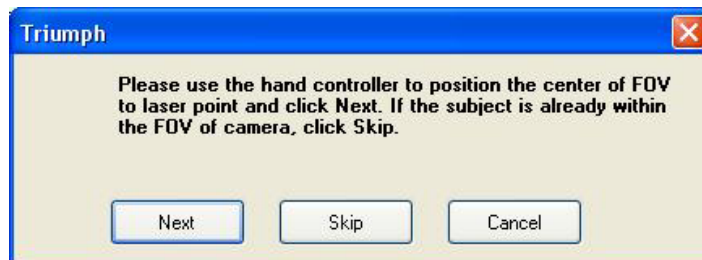 Triumph
Please use the hand controller to position the center of FOV
to laser point and click Next. If the subject is already within
the FOV of camera, click Skip.
Next Skip Cancel